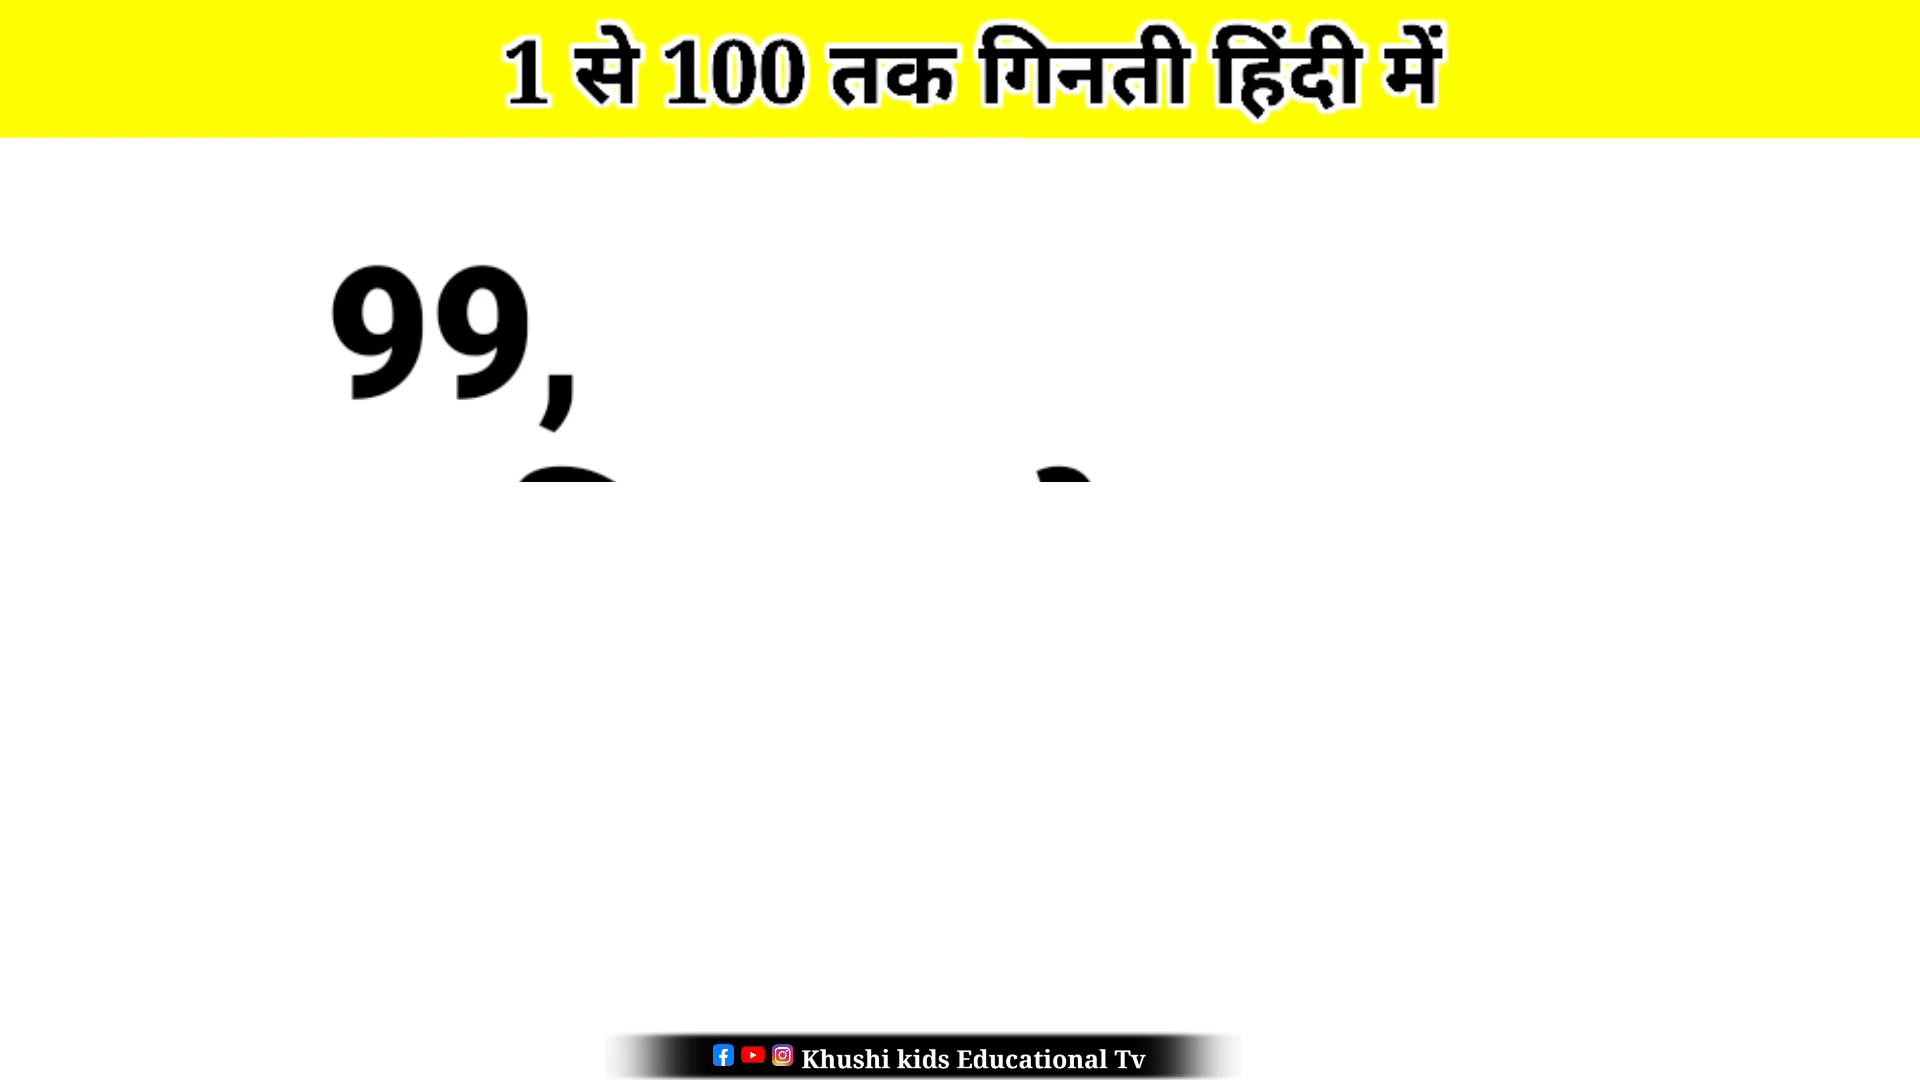 1 से 100 तक गिनती हिंदी में
99,
Khushi kids Educational Tv